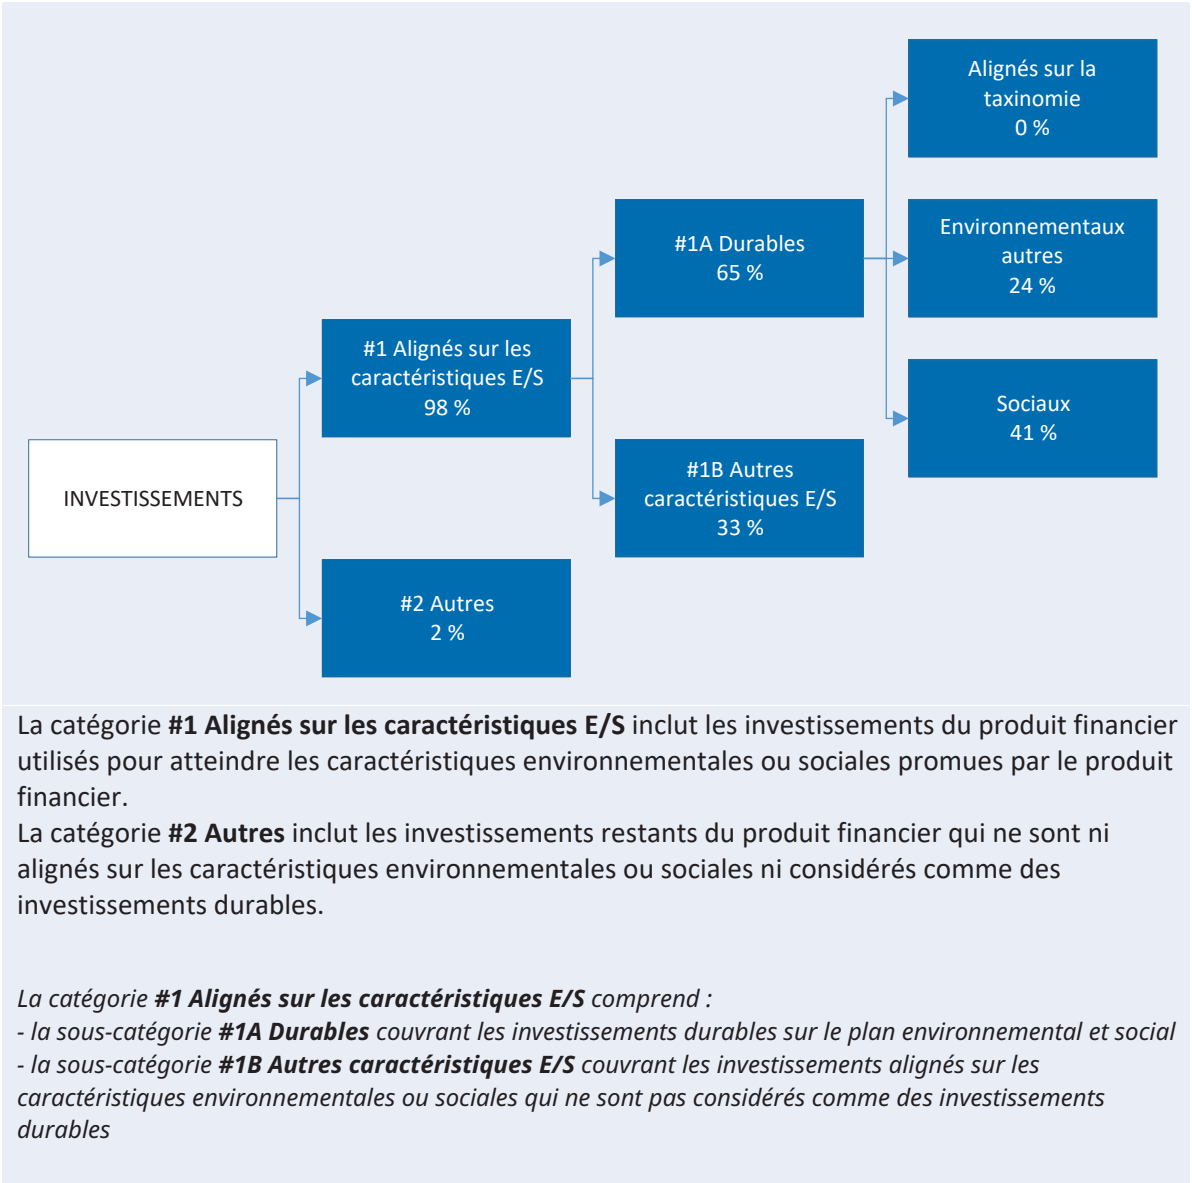 Alignés sur la
taxinomie
0 %
Environnementaux
autres
24 %
#1A Durables
65 %
#1 Alignés sur les
caractéristiques E/S
98 %
Sociaux
41 %
INVESTISSEMENTS
#1B Autres
caractéristiques E/S
33 %
#2 Autres
2 %
La catégorie #1 Alignés sur les caractéristiques E/S inclut les investissements du produit financier
utilisés pour atteindre les caractéristiques environnementales ou sociales promues par le produit
financier.
La catégorie #2 Autres inclut les investissements restants du produit financier qui ne sont ni
alignés sur les caractéristiques environnementales ou sociales ni considérés comme des
investissements durables.
La catégorie #1 Alignés sur les caractéristiques E/S comprend :
- la sous-catégorie #1A Durables couvrant les investissements durables sur le plan environnemental et social
- la sous-catégorie #1B Autres caractéristiques E/S couvrant les investissements alignés sur les
caractéristiques environnementales ou sociales qui ne sont pas considérés comme des investissements
durables